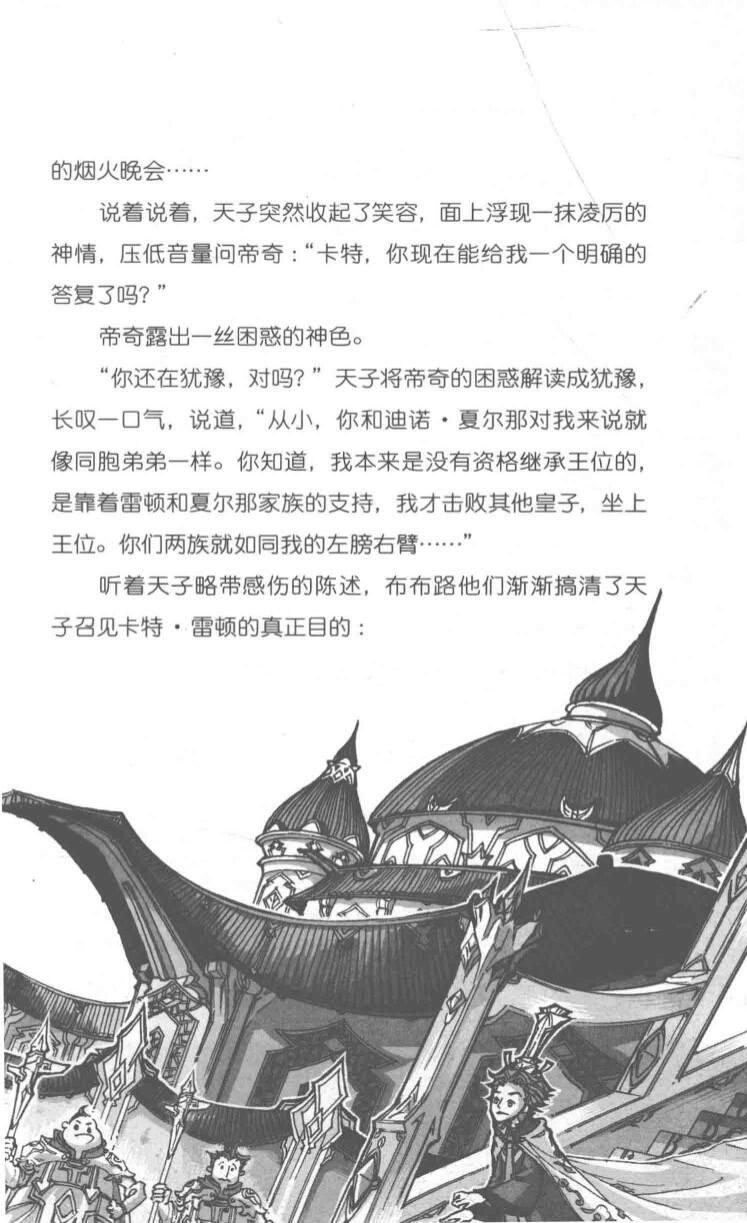 的烟火晚会……
说着说着，天子突然收起了笑容，面上浮现一抹凌厉的
神情，压低音量问帝奇：“卡特，你现在能给我一个明确的
答复了吗？”
帝奇露出一丝困惑的神色。
“你还在犹豫，对吗？”天子将帝奇的困惑解读成犹豫，
长叹一口气，说道，“从小，你和迪诺·夏尔那对我来说就
像同胞弟弟一样。你知道，我本来是没有资格继承王位的，
是靠着雷顿和夏尔那家族的支持，我才击败其他皇子，坐上
王位。你们两族就如同我的左膀右臂……”
听着天子略带感伤的陈述，布布路他们渐渐搞清了天
子召见卡特·雷顿的真正目的：